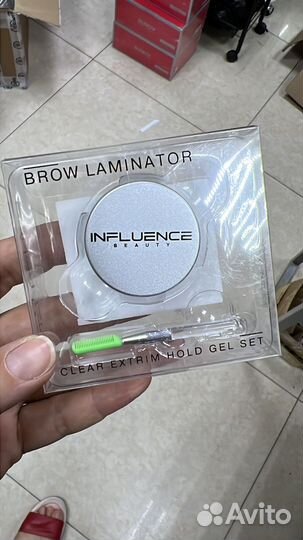 BROW LAMINATOR
INFLUENCE
BEAUTY
CLEAR EXTRIM HOLD GEL SET
Avito